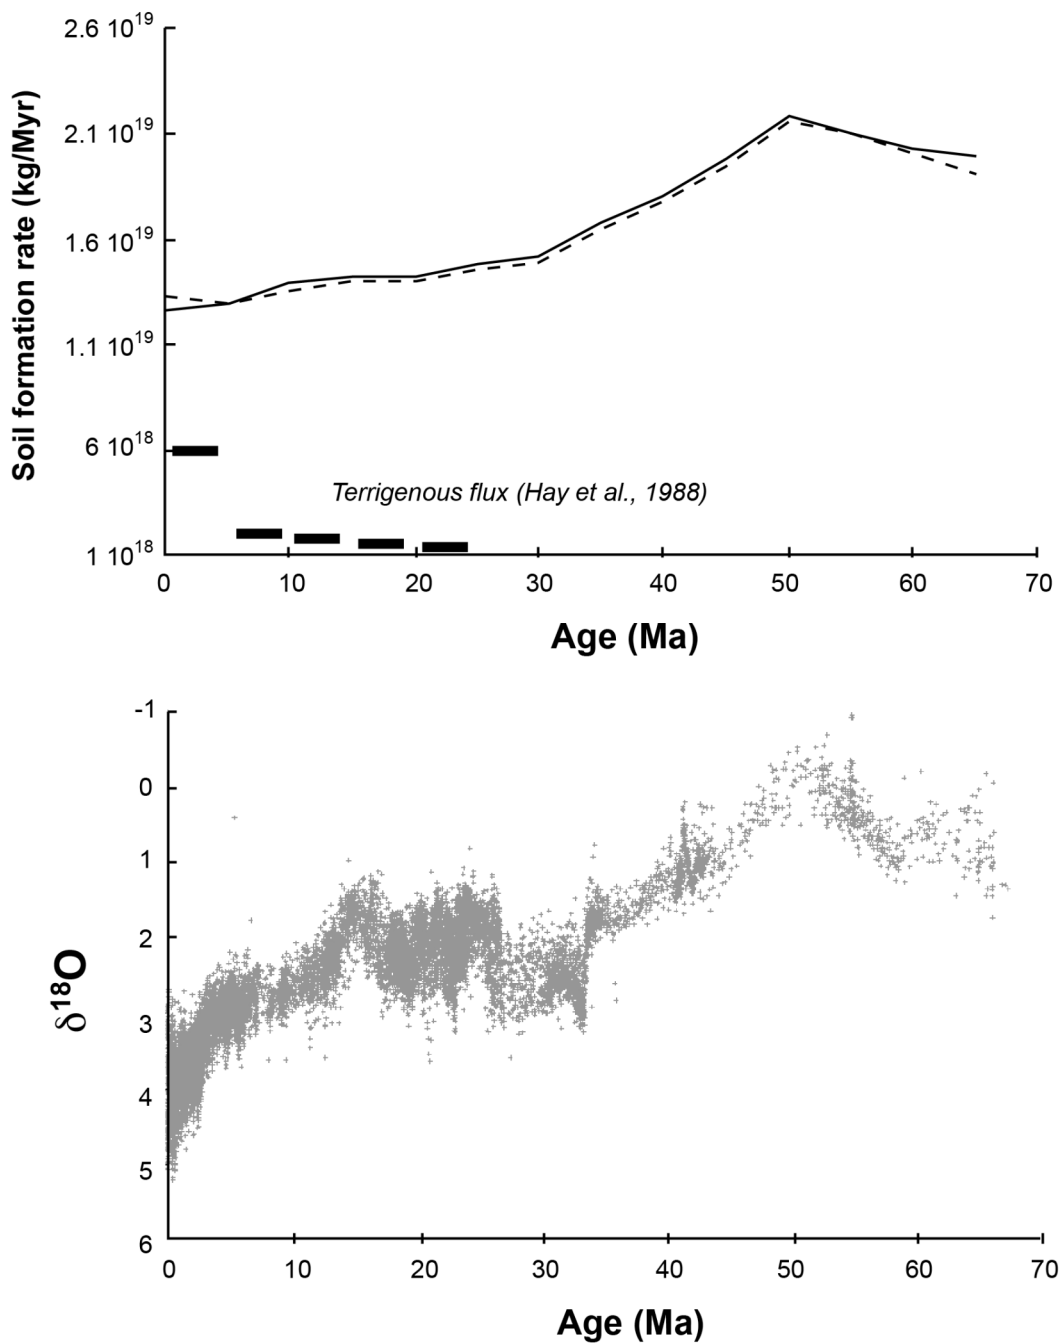 Soil formation rate (kg/Myr)
2.6 10¹⁹
2.1 10¹⁹
1.6 10¹⁹
1.1 10¹⁹
6 10¹⁸
1 10¹⁸
Terrigenous flux (Hay et al., 1988)
0 10 20 30 40 50 60 70
Age (Ma)
δ¹⁸O
-1
0
1
2
3
4
5
6
0 10 20 30 40 50 60 70
Age (Ma)